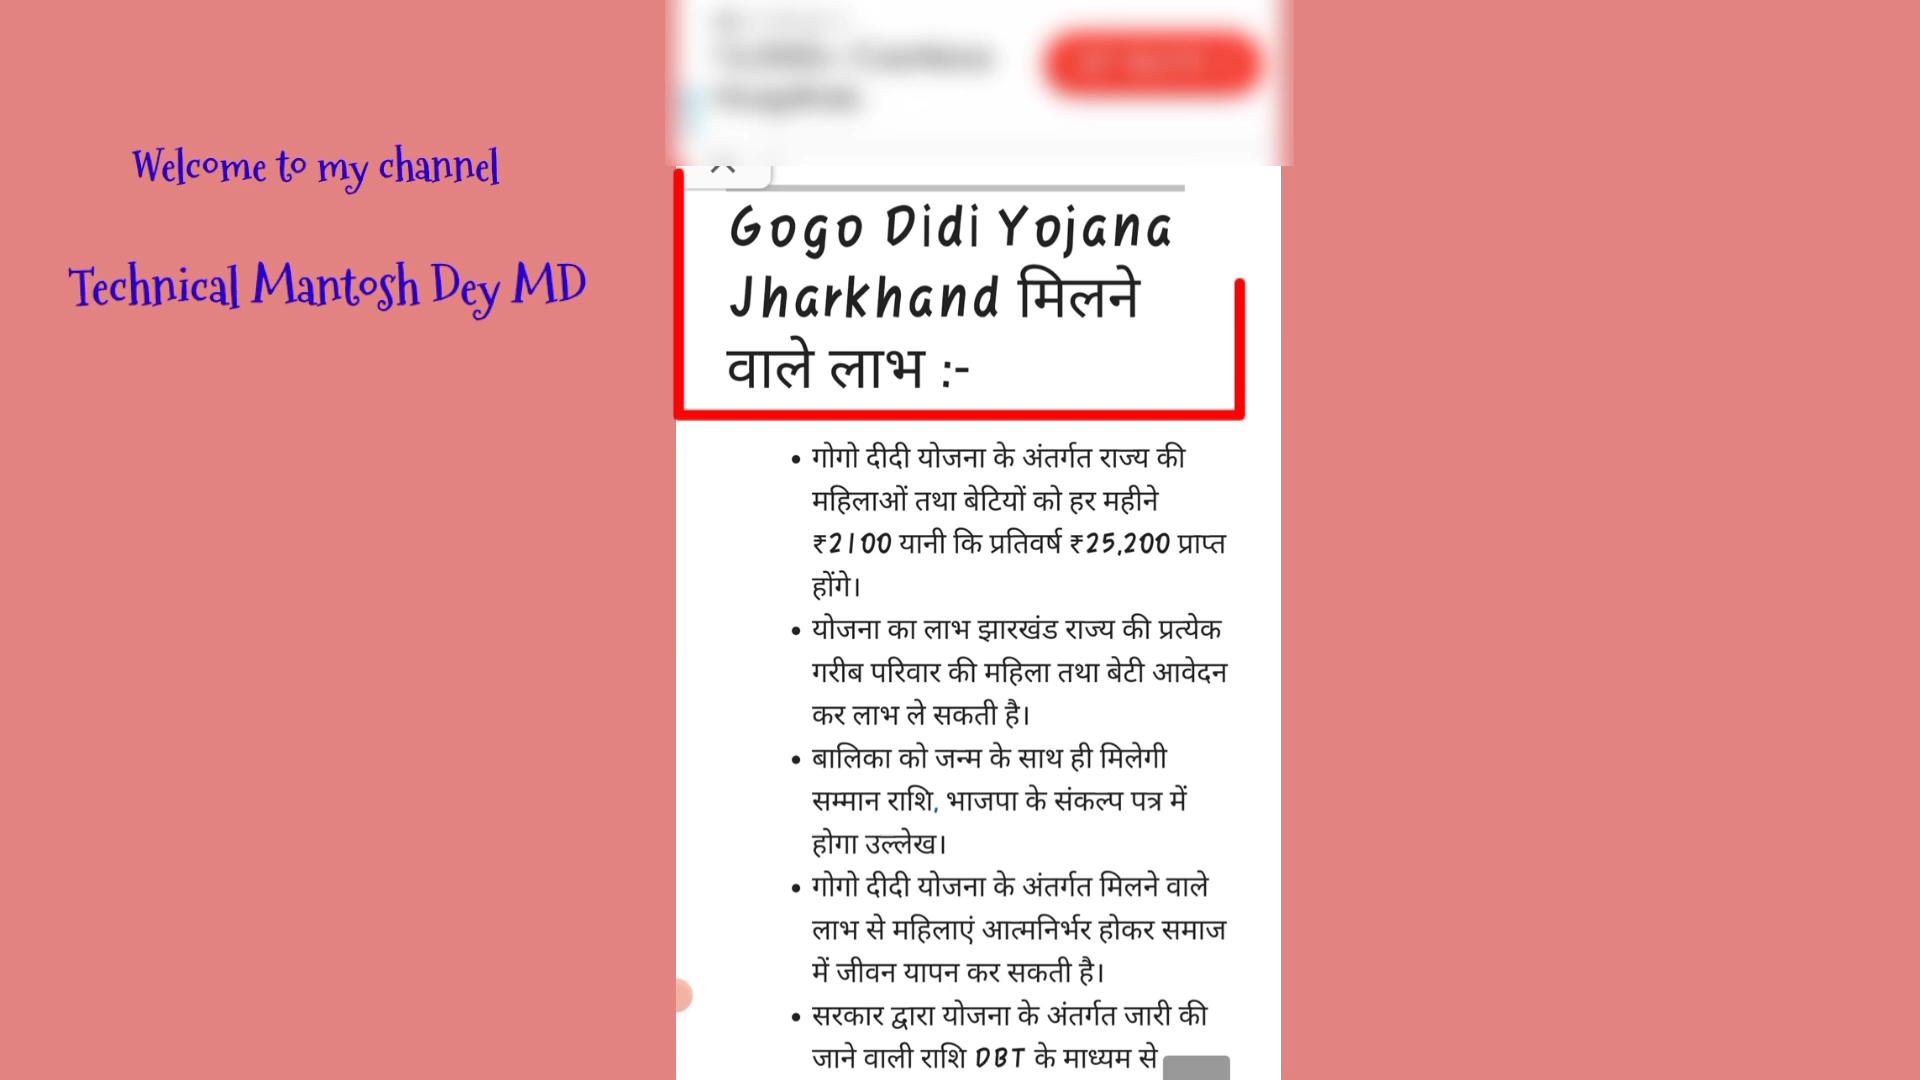 Welcome to my channel
Technical Mantosh Dey MD
Gogo Didi Yojana
Jharkhand मिलने
वाले लाभ :-
• गोगो दीदी योजना के अंतर्गत राज्य की
महिलाओं तथा बेटियों को हर महीने
₹2100 यानी कि प्रतिवर्ष ₹25,200 प्राप्त
होंगे।
• योजना का लाभ झारखंड राज्य की प्रत्येक
गरीब परिवार की महिला तथा बेटी आवेदन
कर लाभ ले सकती है।
• बालिका को जन्म के साथ ही मिलेगी
सम्मान राशि, भाजपा के संकल्प पत्र में
होगा उल्लेख।
• गोगो दीदी योजना के अंतर्गत मिलने वाले
लाभ से महिलाएं आत्मनिर्भर होकर समाज
में जीवन यापन कर सकती है।
• सरकार द्वारा योजना के अंतर्गत जारी की
जाने वाली राशि DBT के माध्यम से